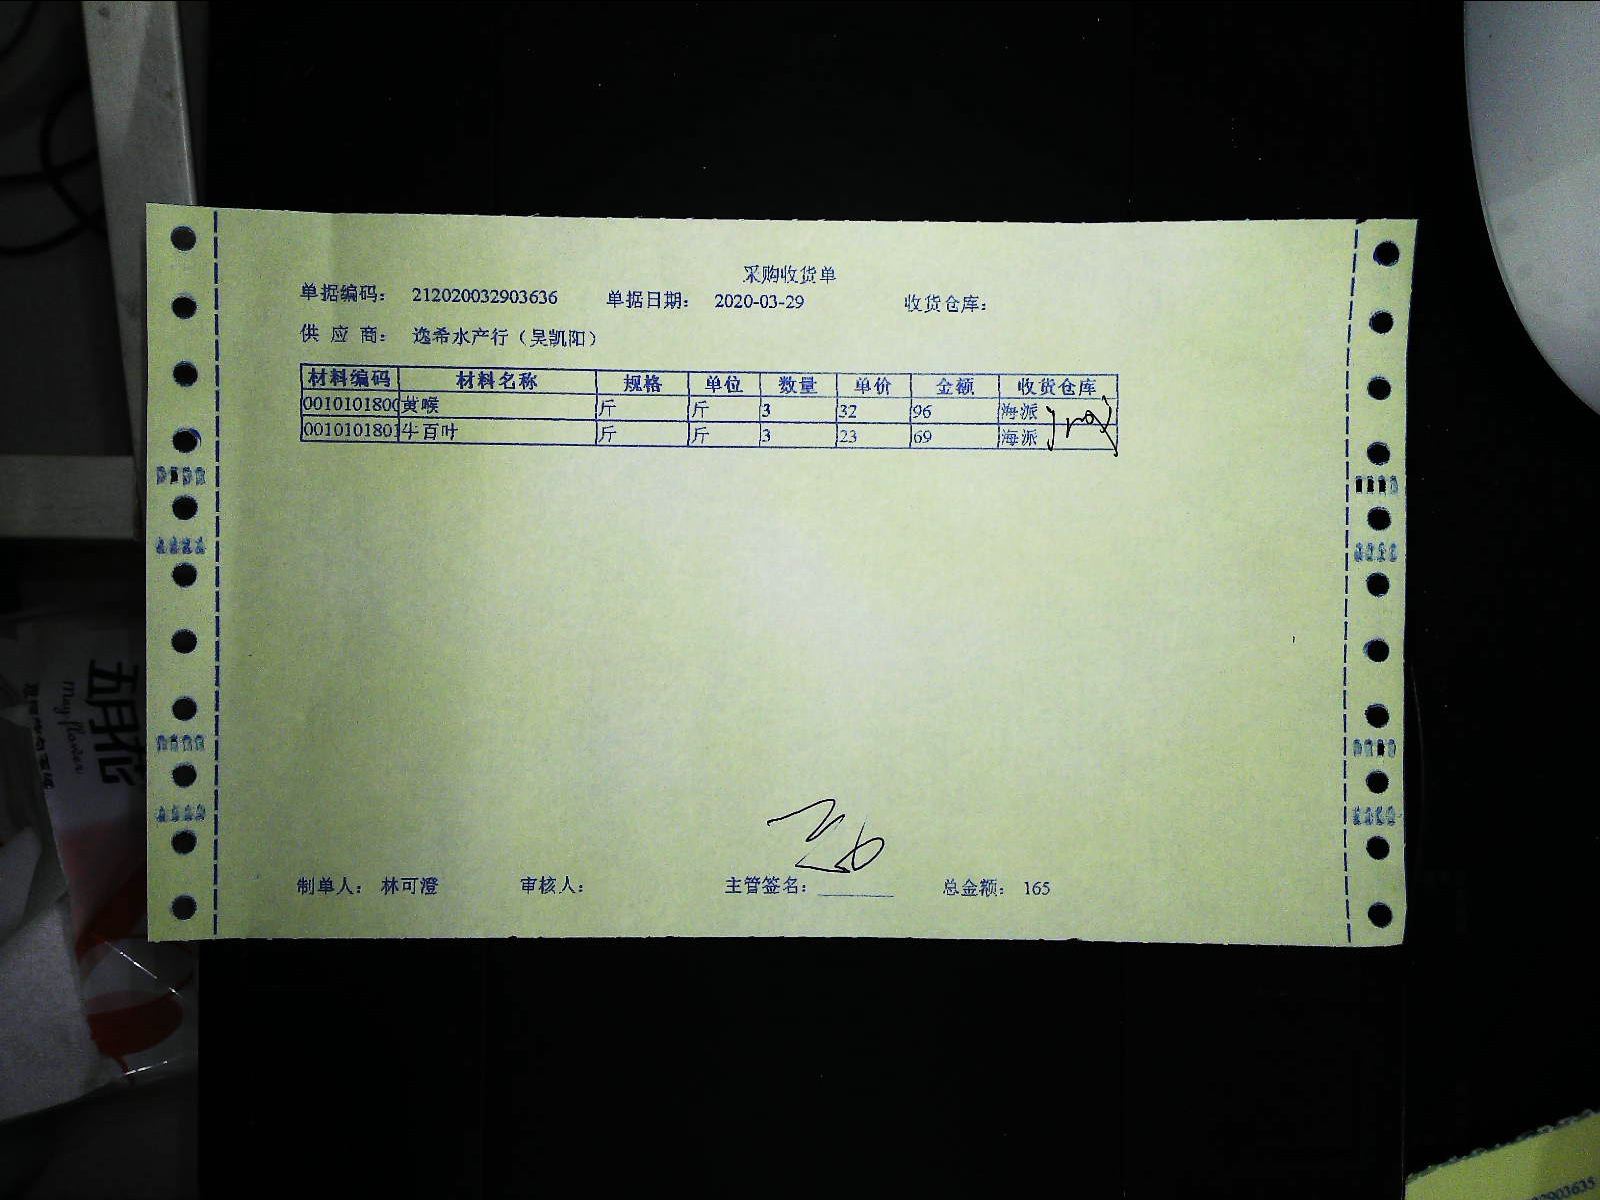 采购收货单
单据编码: 212020032903636 单据日期: 2020-03-29 收货仓库:
供 应 商: 逸希水产行（吴凯阳）
材料编码 材料名称 规格 单位 数量 单价 金额 收货仓库
0010101800 黄喉 斤 斤 3 32 96 海派
0010101801 牛百叶 斤 斤 3 23 69 海派
制单人: 林可澄 审核人: 主管签名: 总金额: 165
五月花
Mayflower